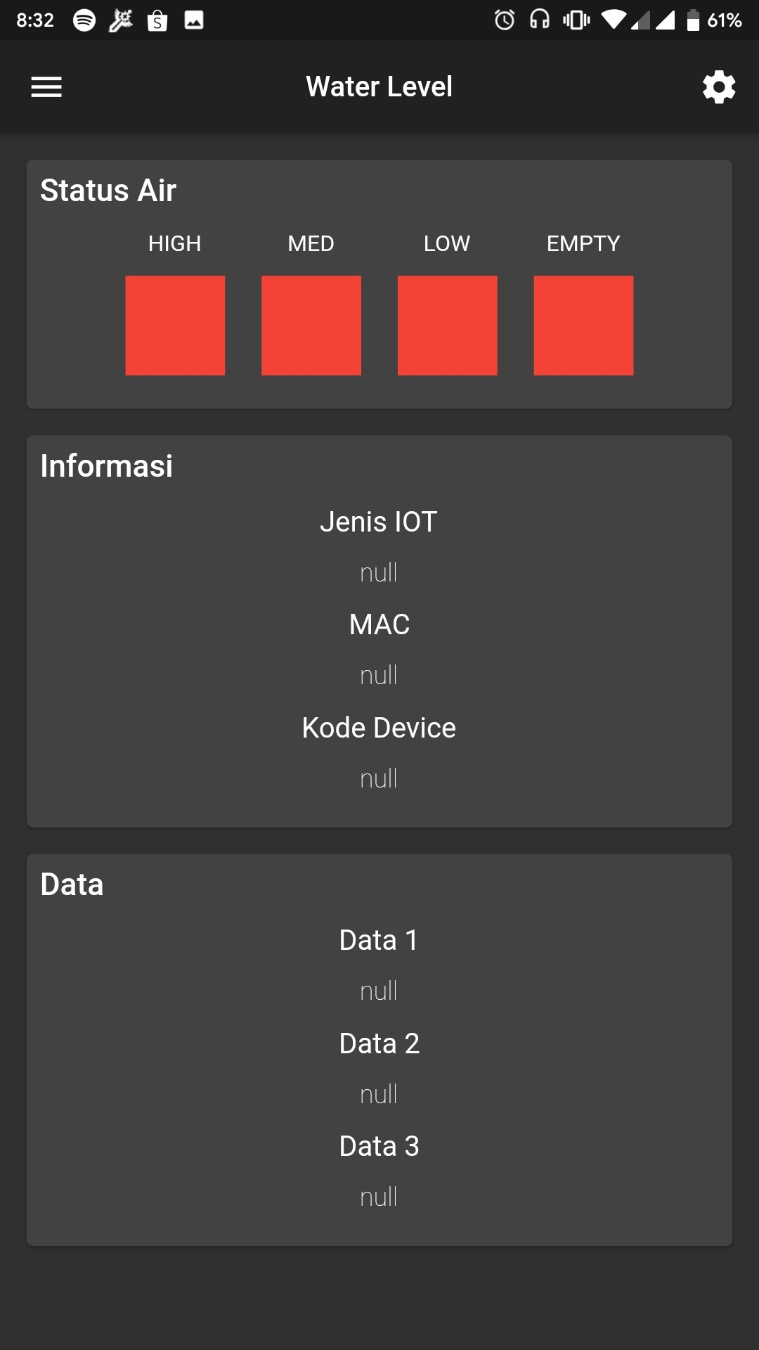 8:32 61%
Water Level
Status Air
HIGH MED LOW EMPTY
Informasi
Jenis IOT
null
MAC
null
Kode Device
null
Data
Data 1
null
Data 2
null
Data 3
null